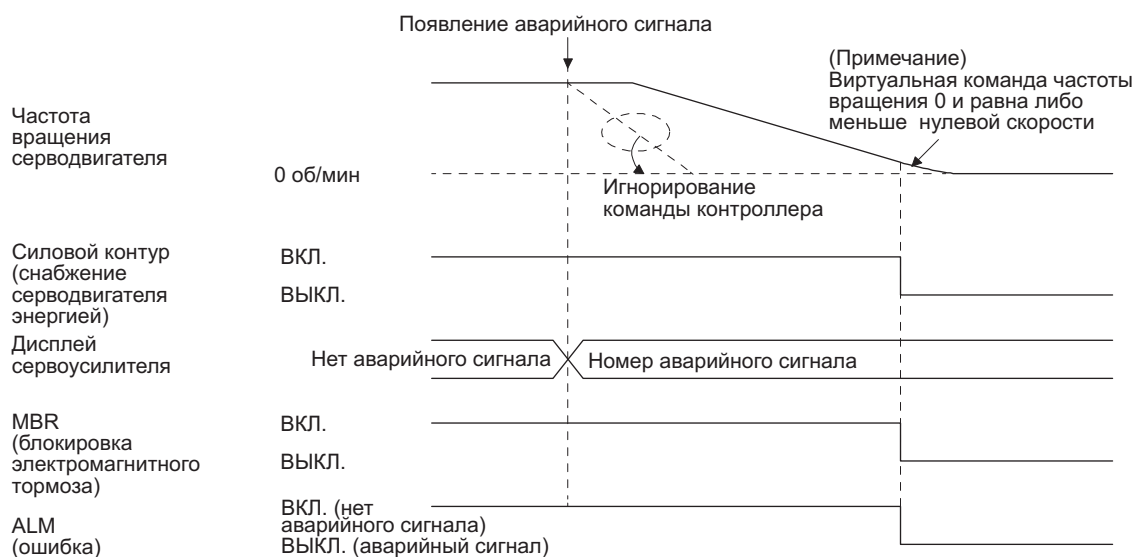 Появление аварийного сигнала
(Примечание)
Виртуальная команда частоты
вращения 0 и равна либо
меньше нулевой скорости
Частота
вращения
серводвигателя
0 об/мин
Игнорирование
команды контроллера
Силовой контур
(снабжение
серводвигателя
энергией)
ВКЛ.
ВЫКЛ.
Дисплей
сервоусилителя
Нет аварийного сигнала
Номер аварийного сигнала
MBR
(блокировка
электромагнитного
тормоза)
ВКЛ.
ВЫКЛ.
ALM
(ошибка)
ВКЛ. (нет
аварийного сигнала)
ВЫКЛ. (аварийный сигнал)